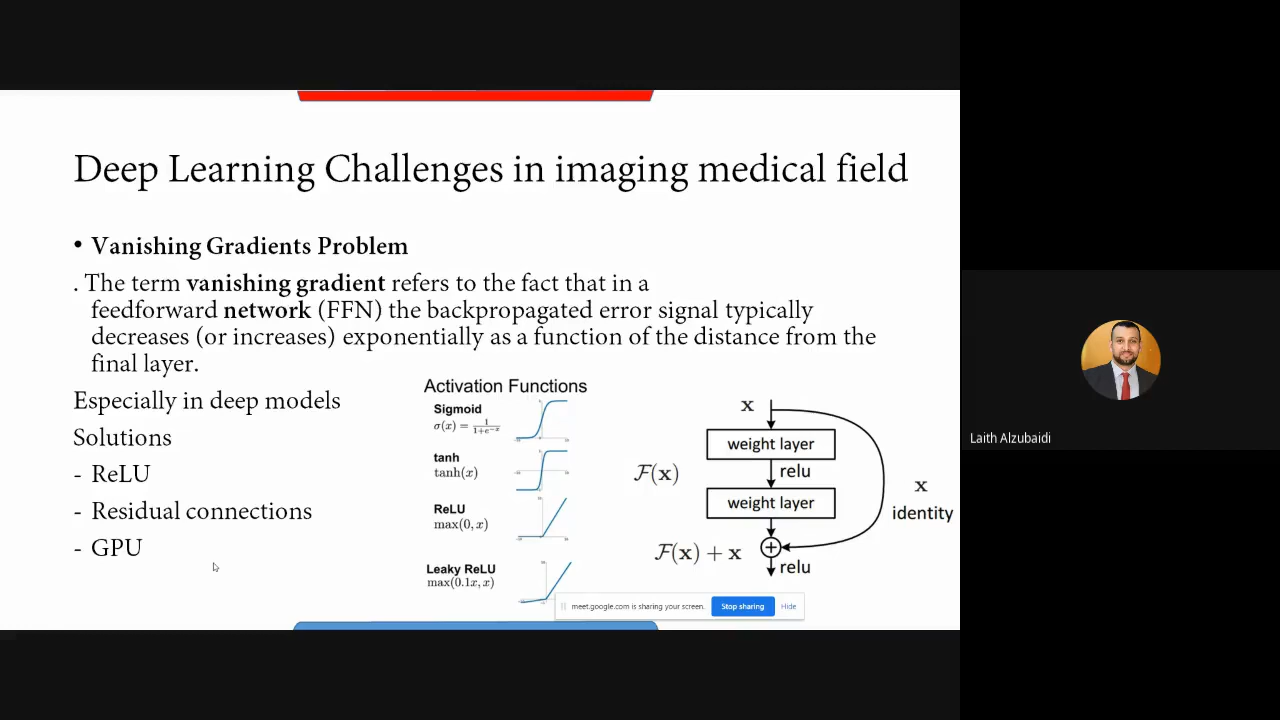 Deep Learning Challenges in imaging medical field
• Vanishing Gradients Problem
. The term vanishing gradient refers to the fact that in a
feedforward network (FFN) the backpropagated error signal typically
decreases (or increases) exponentially as a function of the distance from the
final layer.
Especially in deep models
Solutions
- ReLU
- Residual connections
- GPU
Activation Functions
Sigmoid
σ(x) = 1/(1+e^-x)
tanh
tanh(x)
ReLU
max(0, x)
Leaky ReLU
max(0.1x, x)
x
weight layer
F(x)
relu
weight layer
x
identity
F(x) + x
+
relu
meet.google.com is sharing your screen.
Stop sharing
Hide
Laith Alzubaidi